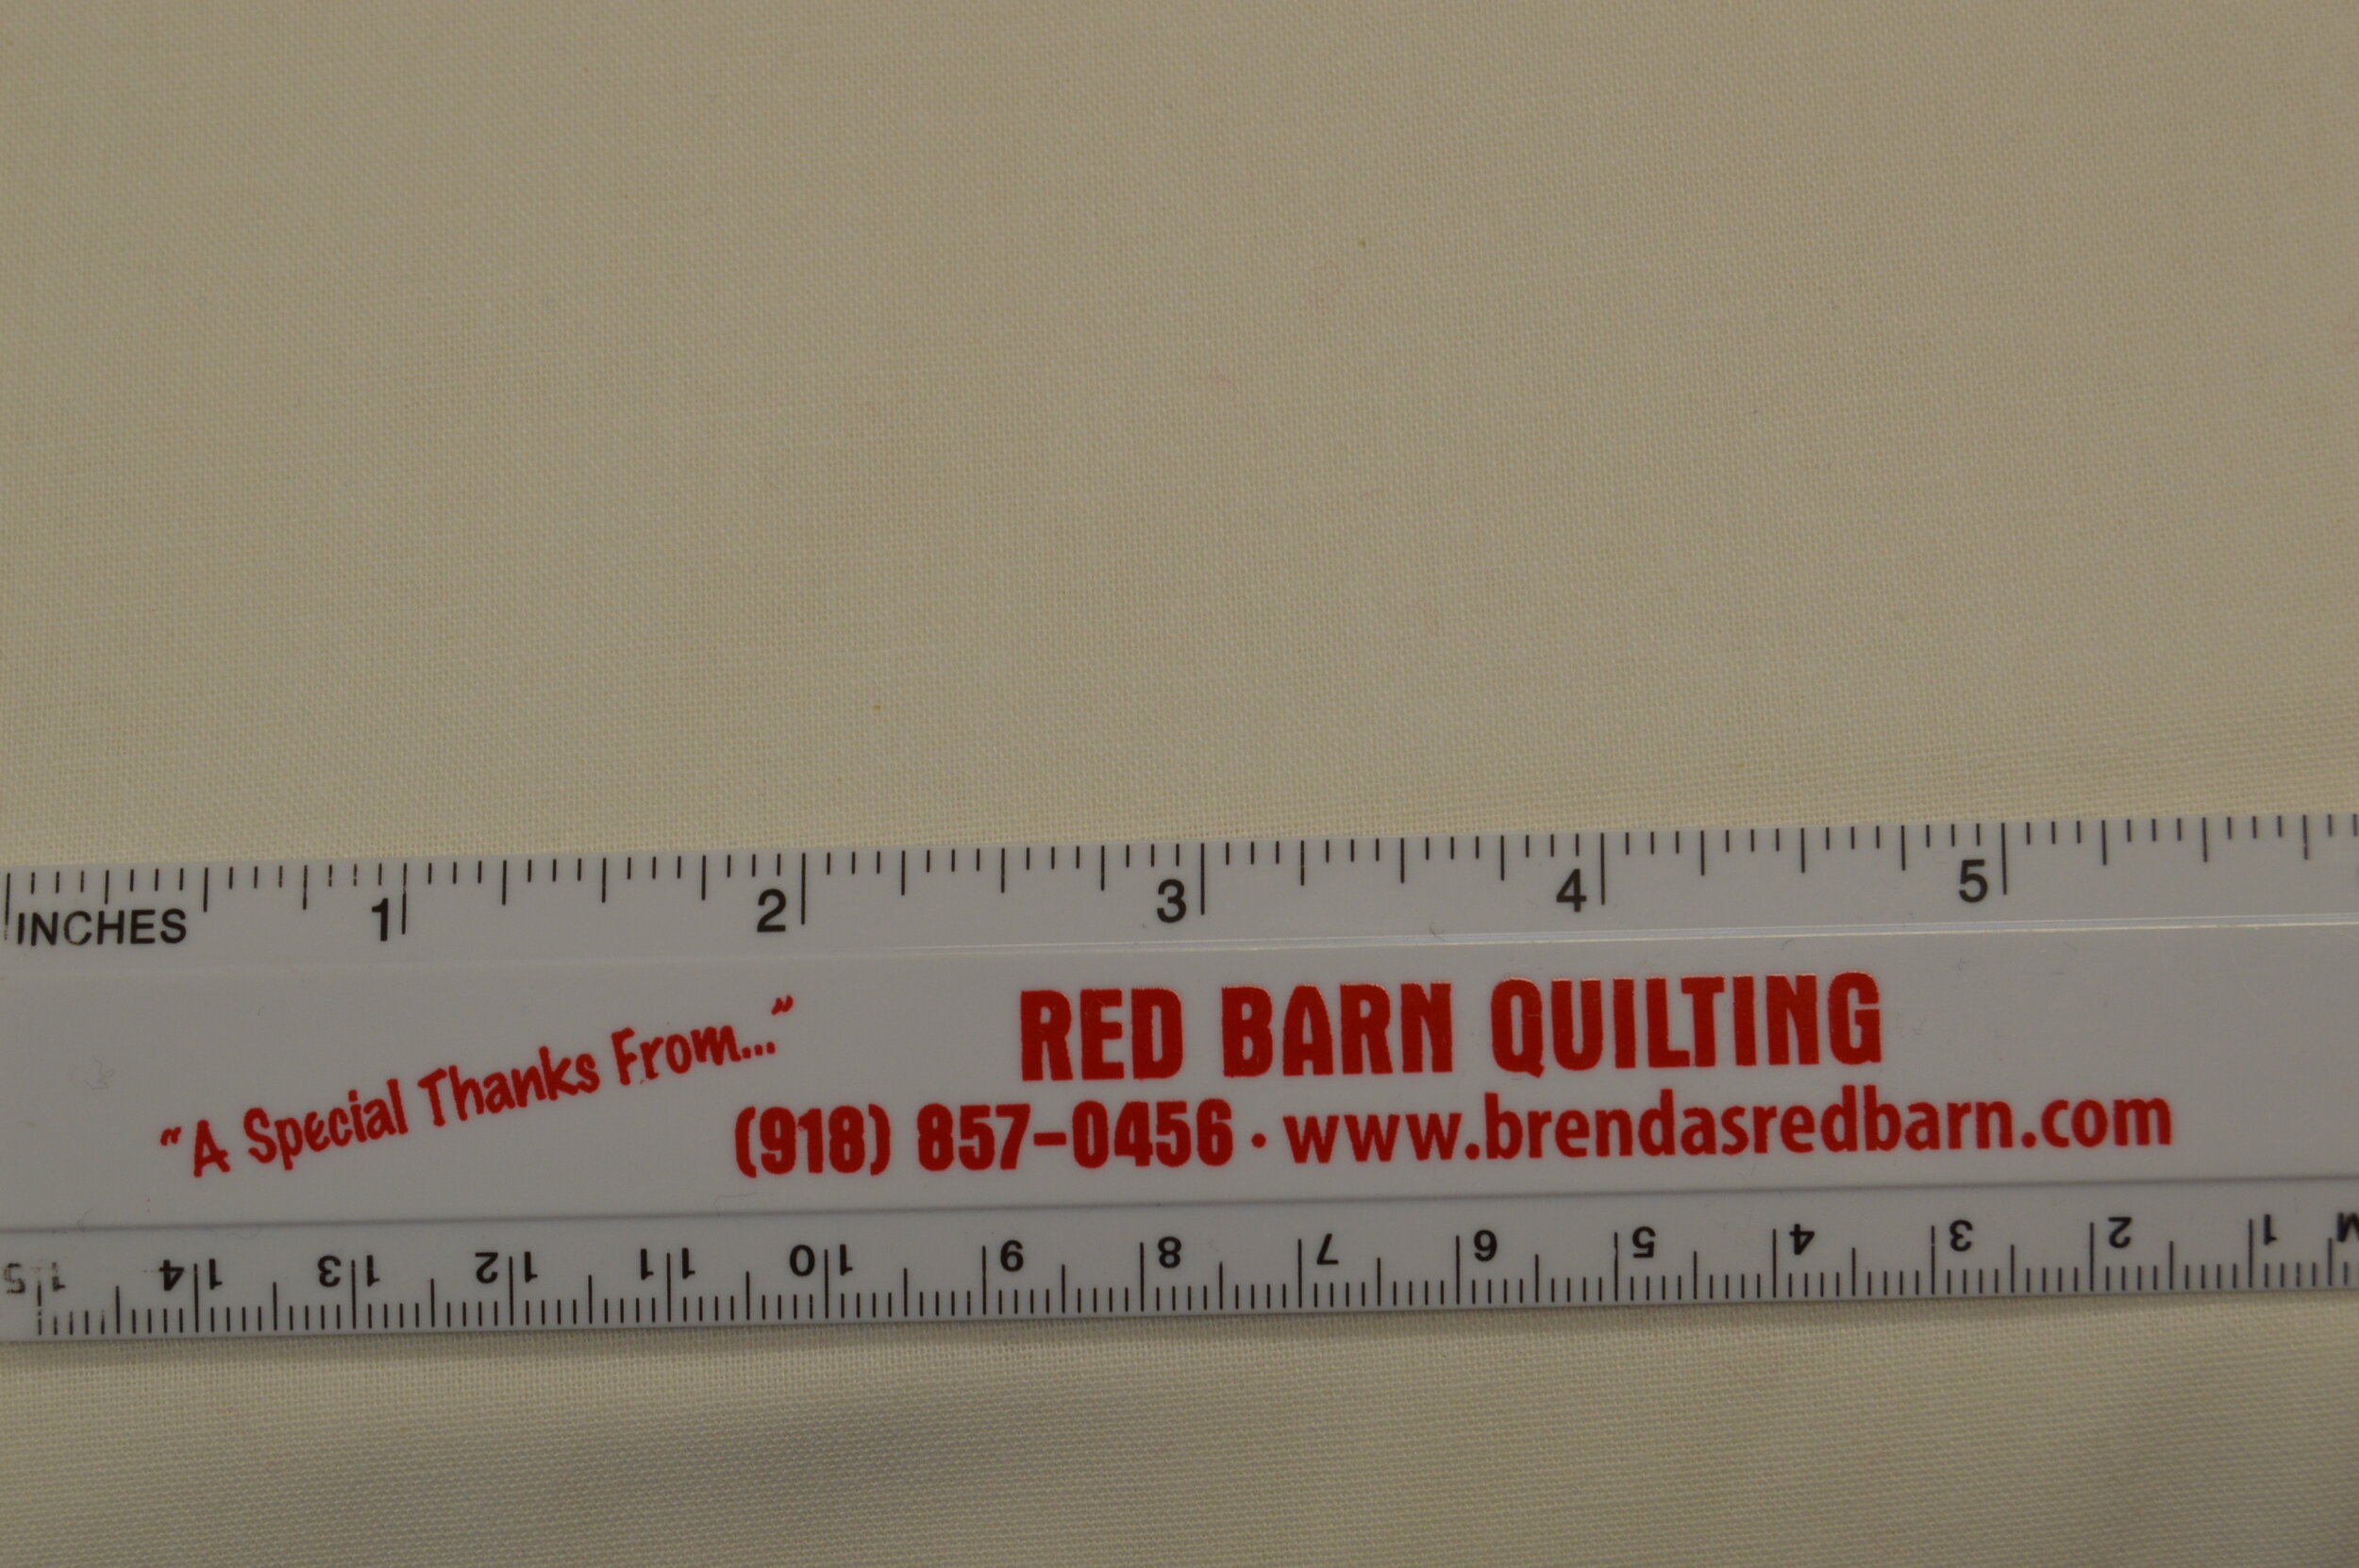 INCHES 1 2 3 4 5
"A Special Thanks From..."
RED BARN QUILTING
(918) 857-0456 · www.brendasredbarn.com
15 14 13 12 11 10 9 8 7 6 5 4 3 2 1